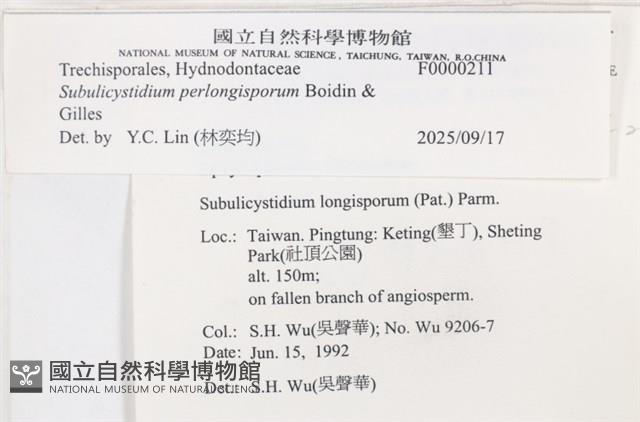 國立自然科學博物館
NATIONAL MUSEUM OF NATURAL SCIENCE, TAICHUNG, TAIWAN, R.O.CHINA
Trechisporales, Hydnodontaceae F0000211
Subulicystidium perlongisporum Boidin &
Gilles
Det. by Y.C. Lin (林奕均) 2025/09/17
Subulicystidium longisporum (Pat.) Parm.
Loc.: Taiwan. Pingtung: Keting(墾丁), Sheting
Park(社頂公園)
alt. 150m;
on fallen branch of angiosperm.
Col.: S.H. Wu(吳聲華); No. Wu 9206-7
Date: Jun. 15, 1992
Det.: S.H. Wu(吳聲華)
國立自然科學博物館
NATIONAL MUSEUM OF NATURAL SCIENCE